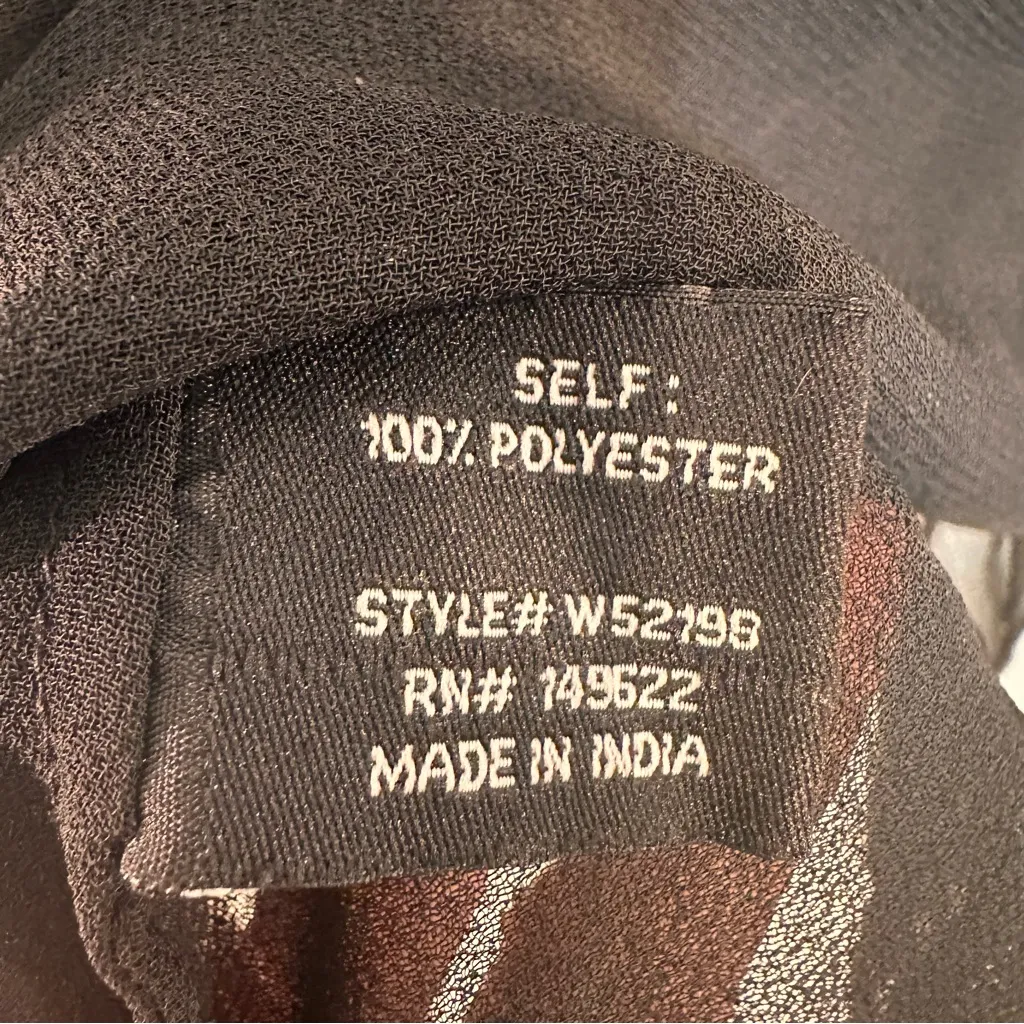 SELF:
100% POLYESTER
STYLE# W52198
RN# 149622
MADE IN INDIA